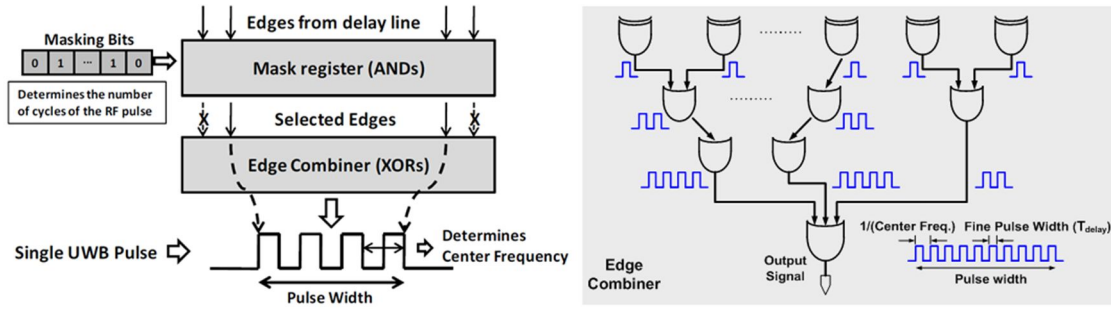 Edges from delay line
Masking Bits
0 1 ... 1 0
Mask register (ANDs)
Determines the number
of cycles of the RF pulse
X Selected Edges X
Edge Combiner (XORs)
Single UWB Pulse
Determines
Center Frequency
Pulse Width
1/(Center Freq.) Fine Pulse Width (Tdelay)
Output
Signal
Pulse width
Edge
Combiner